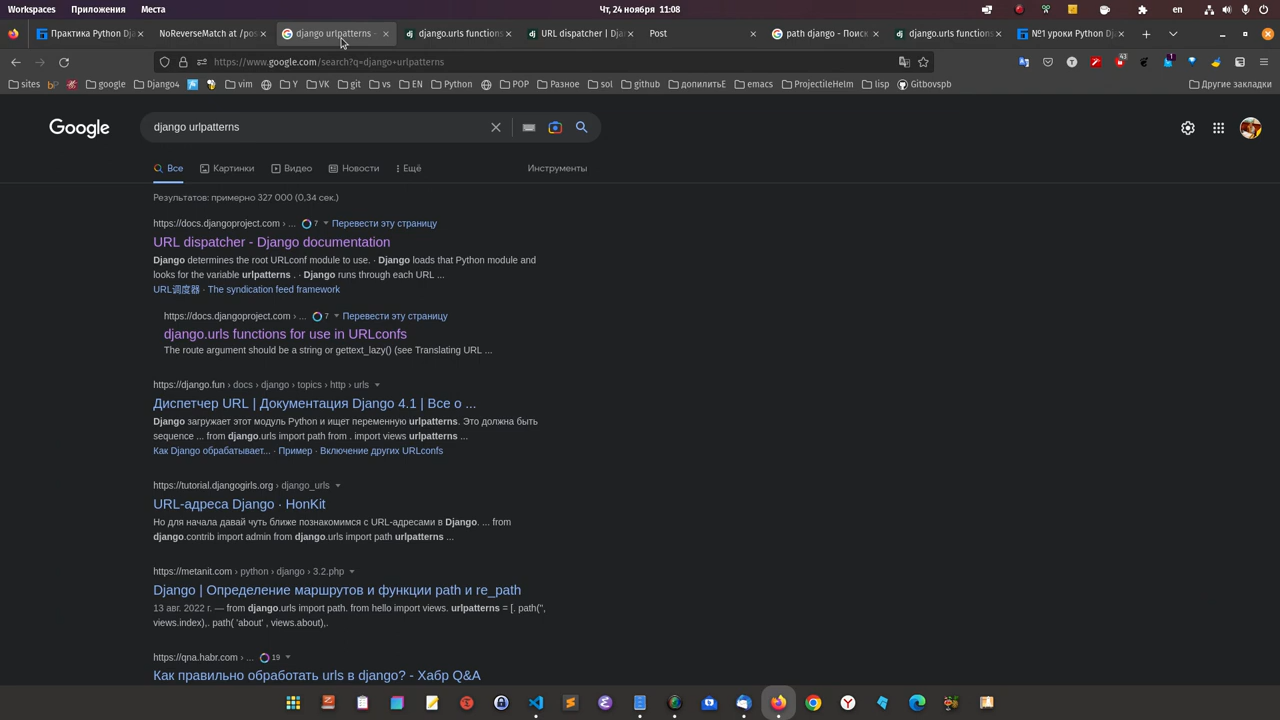 Workspaces Приложения Места Чт, 24 ноября 11:08 en
Практика Python Dja NoReverseMatch at /pos django urlpatterns - django.urls functions URL dispatcher | Djan Post path django - Поиск django.urls functions №1 уроки Python Djan
https://www.google.com/search?q=django+urlpatterns 43 1
sites google Django4 vim Y VK git vs EN Python POP Разное sol github допилитьE emacs ProjectileHelm lisp Gitbovspb Другие закладки
Google django urlpatterns
Все Картинки Видео Новости Ещё Инструменты
Результатов: примерно 327 000 (0,34 сек.)
https://docs.djangoproject.com › ... 7 Перевести эту страницу
URL dispatcher - Django documentation
Django determines the root URLconf module to use. · Django loads that Python module and
looks for the variable urlpatterns . · Django runs through each URL ...
URL调度器 · The syndication feed framework
https://docs.djangoproject.com › ... 7 Перевести эту страницу
django.urls functions for use in URLconfs
The route argument should be a string or gettext_lazy() (see Translating URL ...
https://django.fun › docs › django › topics › http › urls
Диспетчер URL | Документация Django 4.1 | Все о ...
Django загружает этот модуль Python и ищет переменную urlpatterns. Это должна быть
sequence ... from django.urls import path from . import views urlpatterns ...
Как Django обрабатывает... · Пример · Включение других URLconfs
https://tutorial.djangogirls.org › django_urls
URL-адреса Django · HonKit
Но для начала давай чуть ближе познакомимся с URL-адресами в Django. ... from
django.contrib import admin from django.urls import path urlpatterns ...
https://metanit.com › python › django › 3.2.php
Django | Определение маршрутов и функции path и re_path
13 авг. 2022 г. — from django.urls import path. from hello import views. urlpatterns = [. path('',
views.index),. path( 'about' , views.about),.
https://qna.habr.com › ... 19
Как правильно обработать urls в django? - Хабр Q&A